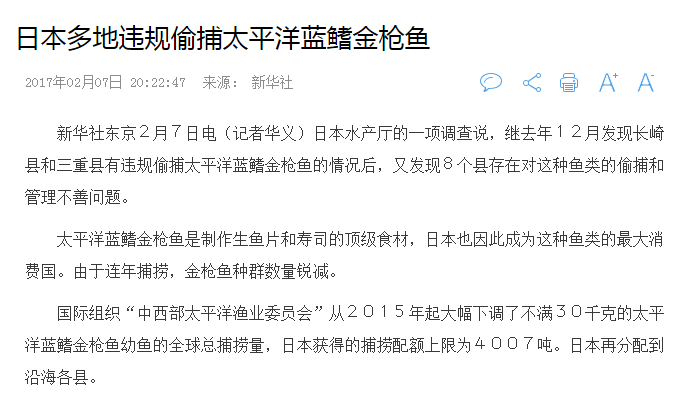 日本多地违规偷捕太平洋蓝鳍金枪鱼
2017年02月07日 20:22:47 来源： 新华社
A+ A-
新华社东京２月７日电（记者华义）日本水产厅的一项调查说，继去年１２月发现长崎
县和三重县有违规偷捕太平洋蓝鳍金枪鱼的情况后，又发现８个县存在对这种鱼类的偷捕和
管理不善问题。
太平洋蓝鳍金枪鱼是制作生鱼片和寿司的顶级食材，日本也因此成为这种鱼类的最大消
费国。由于连年捕捞，金枪鱼种群数量锐减。
国际组织“中西部太平洋渔业委员会”从２０１５年起大幅下调了不满３０千克的太平
洋蓝鳍金枪鱼幼鱼的全球总捕捞量，日本获得的捕捞配额上限为４００７吨。日本再分配到
沿海各县。